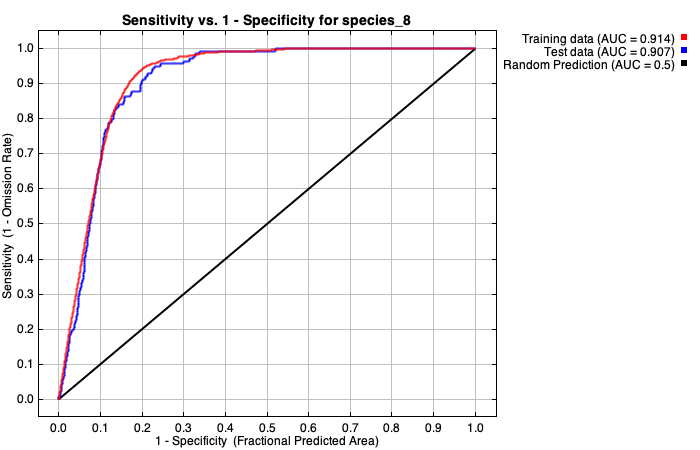 Sensitivity vs. 1 - Specificity for species_8
Training data (AUC = 0.914)
Test data (AUC = 0.907)
Random Prediction (AUC = 0.5)
Sensitivity (1 - Omission Rate)
1.0
0.9
0.8
0.7
0.6
0.5
0.4
0.3
0.2
0.1
0.0
0.0 0.1 0.2 0.3 0.4 0.5 0.6 0.7 0.8 0.9 1.0
1 - Specificity (Fractional Predicted Area)